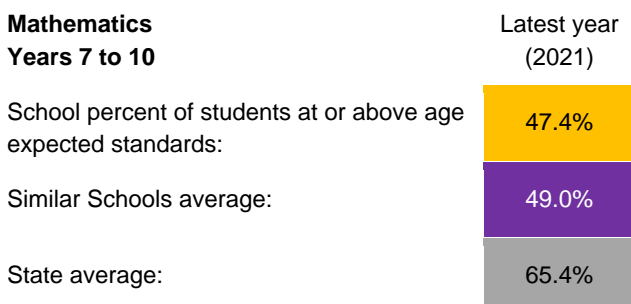 Mathematics
Years 7 to 10
Latest year
(2021)
School percent of students at or above age
expected standards:
47.4%
Similar Schools average:
49.0%
State average:
65.4%